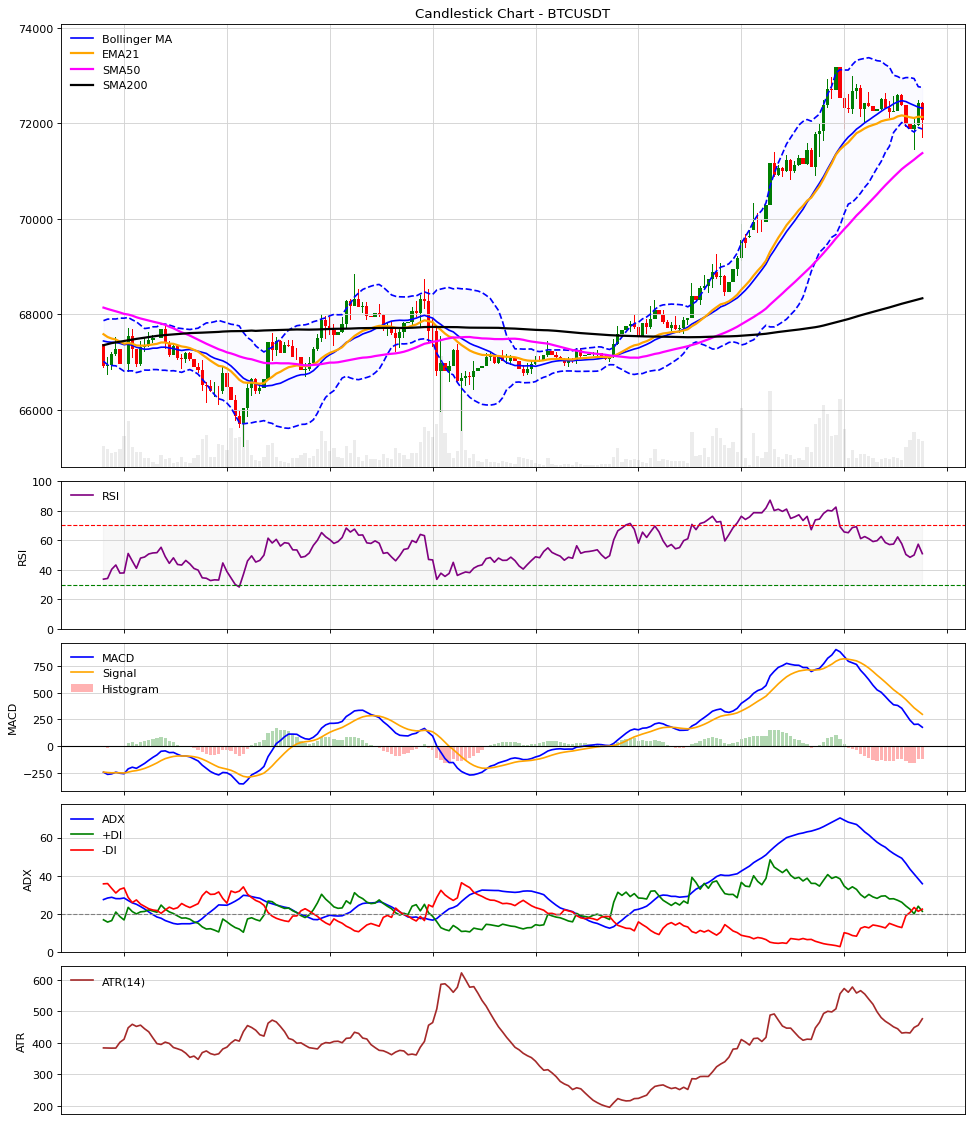 Candlestick Chart - BTCUSDT
74000
72000
70000
68000
66000
Bollinger MA
EMA21
SMA50
SMA200
100
80
60
40
20
0
RSI
RSI
750
500
250
0
−250
MACD
MACD
Signal
Histogram
60
40
20
0
ADX
ADX
+DI
-DI
600
500
400
300
200
ATR
ATR(14)